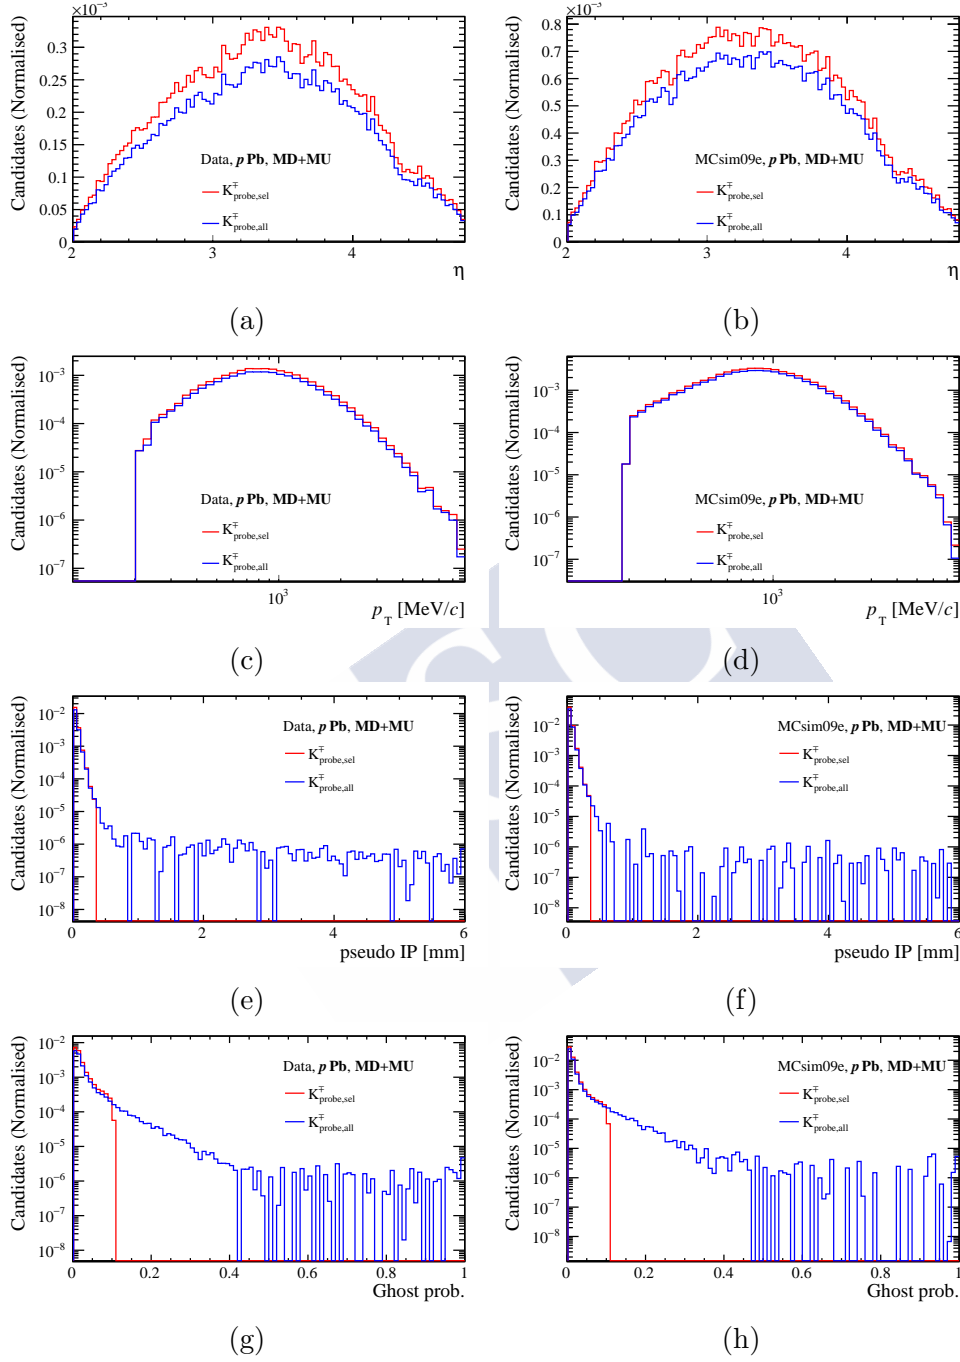 ×10⁻³
Candidates (Normalised)
0.3
0.25
0.2
0.15
0.1
0.05
0
Data, p Pb, MD+MU
K∓probe,sel
K∓probe,all
2 3 4
η
(a)
×10⁻³
Candidates (Normalised)
0.8
0.7
0.6
0.5
0.4
0.3
0.2
0.1
0
MCsim09e, p Pb, MD+MU
K∓probe,sel
K∓probe,all
2 3 4
η
(b)
Candidates (Normalised)
10⁻³
10⁻⁴
10⁻⁵
10⁻⁶
10⁻⁷
Data, p Pb, MD+MU
K∓probe,sel
K∓probe,all
10³
pT [MeV/c]
(c)
Candidates (Normalised)
10⁻³
10⁻⁴
10⁻⁵
10⁻⁶
10⁻⁷
MCsim09e, p Pb, MD+MU
K∓probe,sel
K∓probe,all
10³
pT [MeV/c]
(d)
Candidates (Normalised)
10⁻²
10⁻³
10⁻⁴
10⁻⁵
10⁻⁶
10⁻⁷
10⁻⁸
Data, p Pb, MD+MU
K∓probe,sel
K∓probe,all
0 2 4 6
pseudo IP [mm]
(e)
Candidates (Normalised)
10⁻²
10⁻³
10⁻⁴
10⁻⁵
10⁻⁶
10⁻⁷
10⁻⁸
MCsim09e, p Pb, MD+MU
K∓probe,sel
K∓probe,all
0 2 4 6
pseudo IP [mm]
(f)
Candidates (Normalised)
10⁻²
10⁻³
10⁻⁴
10⁻⁵
10⁻⁶
10⁻⁷
10⁻⁸
Data, p Pb, MD+MU
K∓probe,sel
K∓probe,all
0 0.2 0.4 0.6 0.8 1
Ghost prob.
(g)
Candidates (Normalised)
10⁻²
10⁻³
10⁻⁴
10⁻⁵
10⁻⁶
10⁻⁷
10⁻⁸
MCsim09e, p Pb, MD+MU
K∓probe,sel
K∓probe,all
0 0.2 0.4 0.6 0.8 1
Ghost prob.
(h)